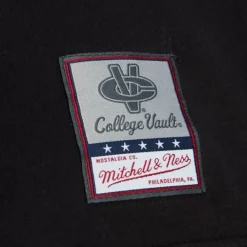 CV
College Vault®
NOSTALGIA CO.
Mitchell & Ness
PHILADELPHIA, PA.